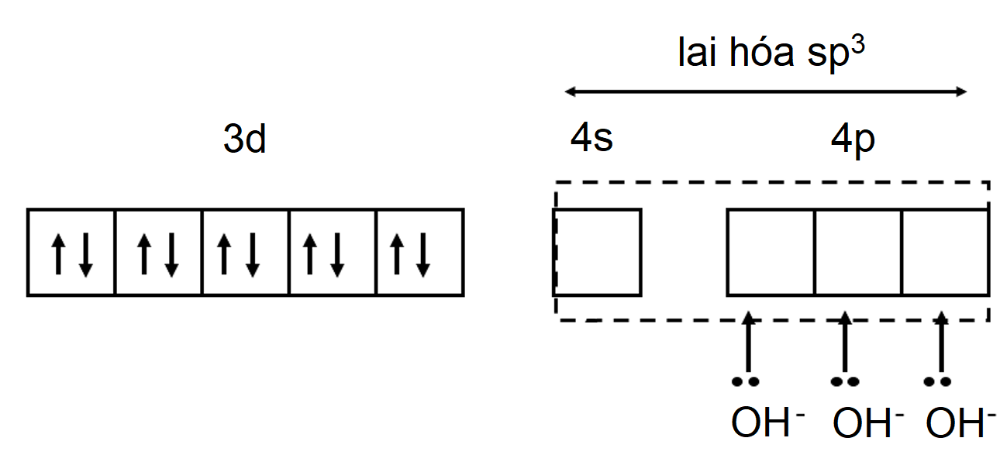 lai hóa sp³
3d 4s 4p
OH⁻ OH⁻ OH⁻